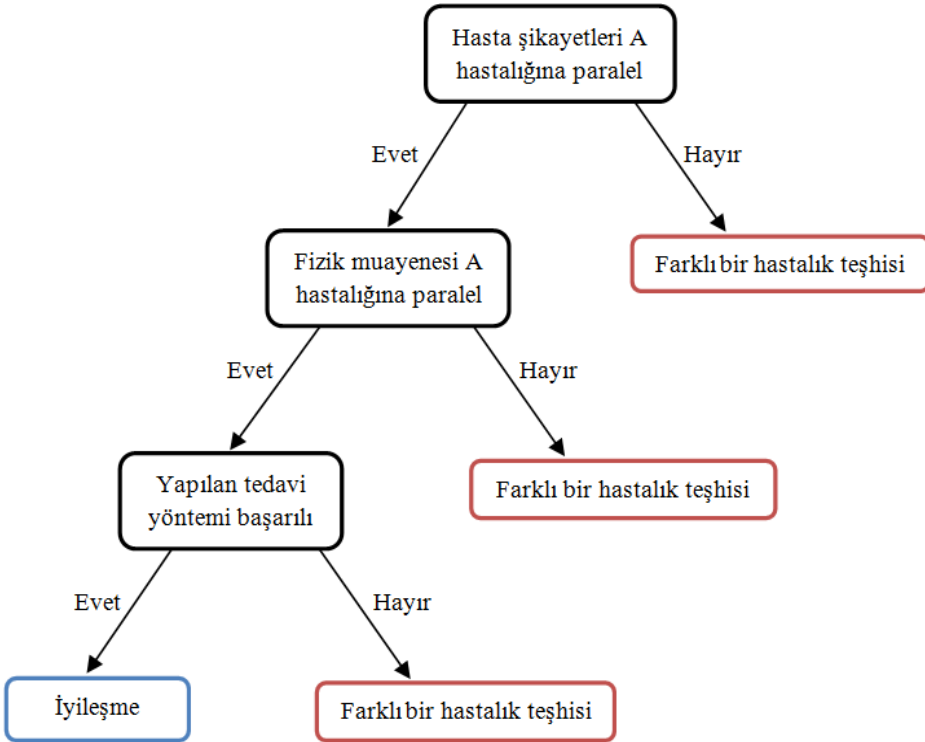 Hasta şikayetleri A
hastalığına paralel
Evet
Hayır
Fizik muayenesi A
hastalığına paralel
Farklı bir hastalık teşhisi
Evet
Hayır
Yapılan tedavi
yöntemi başarılı
Farklı bir hastalık teşhisi
Evet
Hayır
İyileşme
Farklı bir hastalık teşhisi